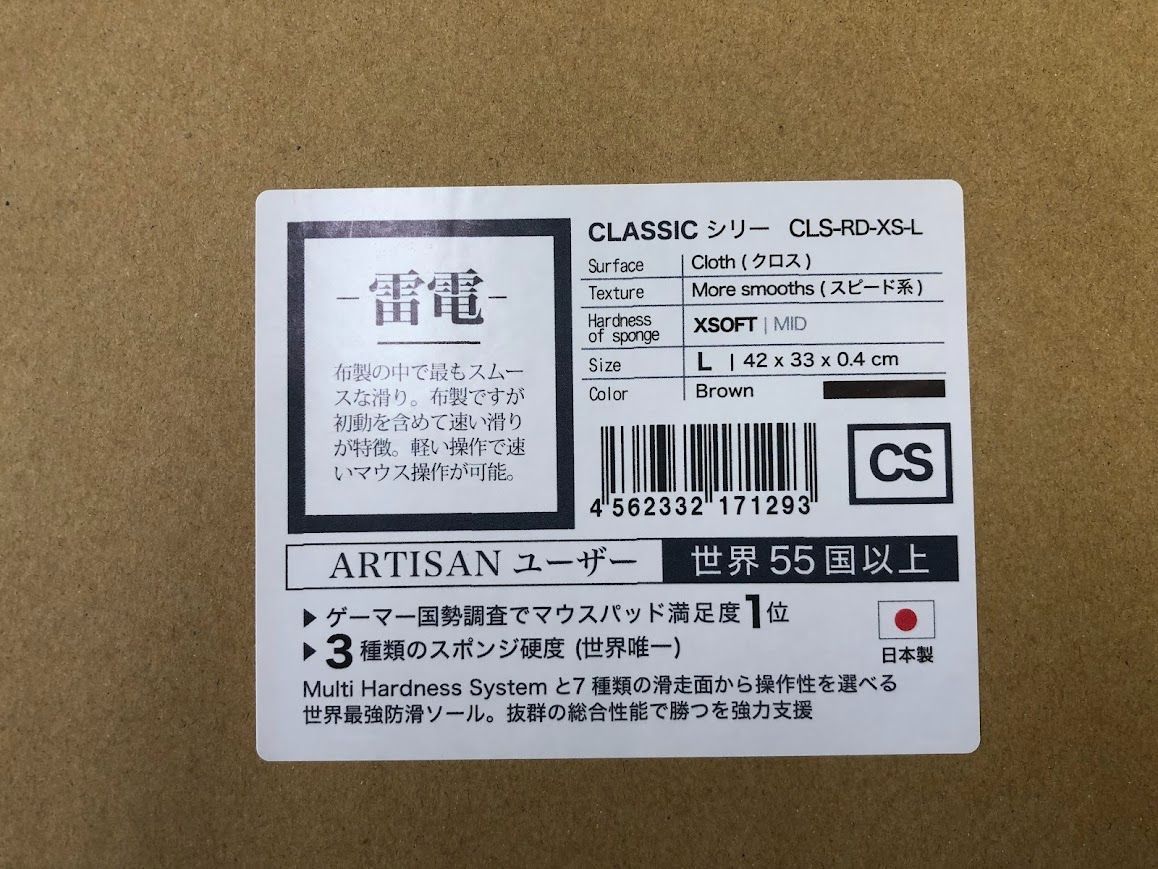 -雷電-
布製の中で最もスムー
スな滑り。布製ですが
初動を含めて速い滑り
が特徴。軽い操作で速
いマウス操作が可能。
CLASSIC シリー CLS-RD-XS-L
Surface Cloth (クロス)
Texture More smooths (スピード系)
Hardness
of sponge XSOFT | MID
Size L | 42 x 33 x 0.4 cm
Color Brown
4 562332 171293
CS
ARTISAN ユーザー 世界 55 国以上
▶ ゲーマー国勢調査でマウスパッド満足度1位
▶ 3種類のスポンジ硬度 (世界唯一)
日本製
Multi Hardness System と7 種類の滑走面から操作性を選べる
世界最強防滑ソール。抜群の総合性能で勝つを強力支援